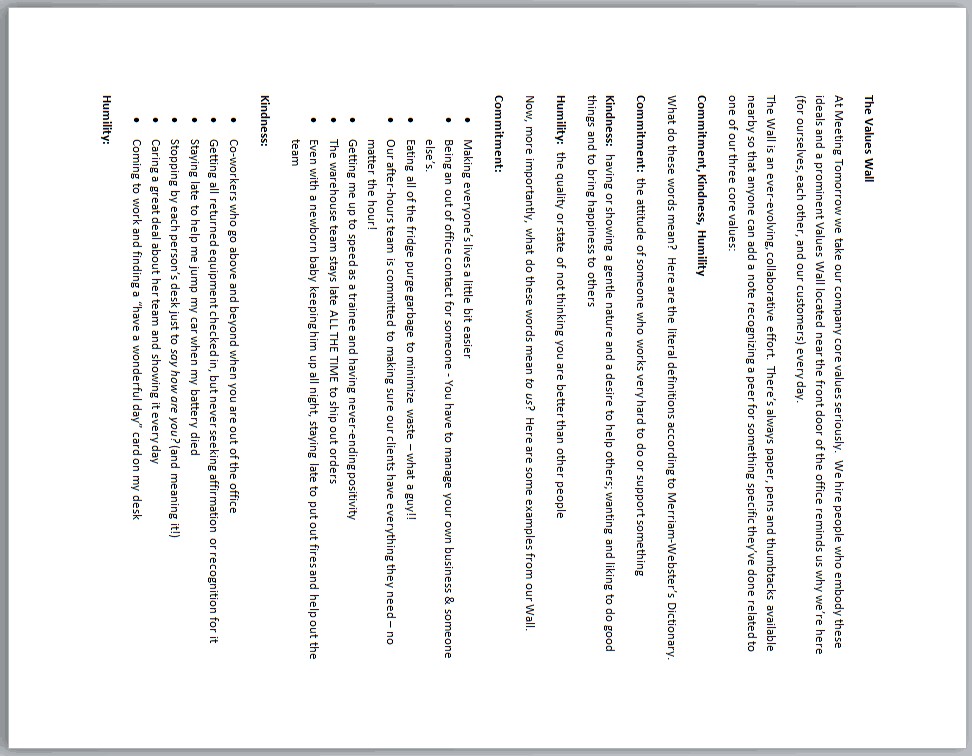 The Values Wall
At Meeting Tomorrow we take our company core values seriously. We hire people who embody these
ideals and a prominent Values Wall located near the front door of the office reminds us why we're here
(for ourselves, each other, and our customers) every day.
The Wall is an ever-evolving, collaborative effort. There's always paper, pens and thumbtacks available
nearby so that anyone can add a note recognizing a peer for something specific they've done related to
one of our three core values:
Commitment, Kindness, Humility
What do these words mean? Here are the literal definitions according to Merriam-Webster's Dictionary.
Commitment: the attitude of someone who works very hard to do or support something
Kindness: having or showing a gentle nature and a desire to help others; wanting and liking to do good
things and to bring happiness to others
Humility: the quality or state of not thinking you are better than other people
Now, more importantly, what do these words mean to us? Here are some examples from our Wall.
Commitment:
• Making everyone's lives a little bit easier
• Being an out of office contact for someone - You have to manage your own business & someone
else's.
• Eating all of the fridge purge garbage to minimize waste – what a guy!!
• Our after-hours team is committed to making sure our clients have everything they need – no
matter the hour!
• Getting me up to speed as a trainee and having never-ending positivity
• The warehouse team stays late ALL THE TIME to ship out orders
• Even with a newborn baby keeping him up all night, staying late to put out fires and help out the
team
Kindness:
• Co-workers who go above and beyond when you are out of the office
• Getting all returned equipment checked in, but never seeking affirmation or recognition for it
• Staying late to help me jump my car when my battery died
• Stopping by each person's desk just to say how are you? (and meaning it!)
• Caring a great deal about her team and showing it every day
• Coming to work and finding a "have a wonderful day" card on my desk
Humility: